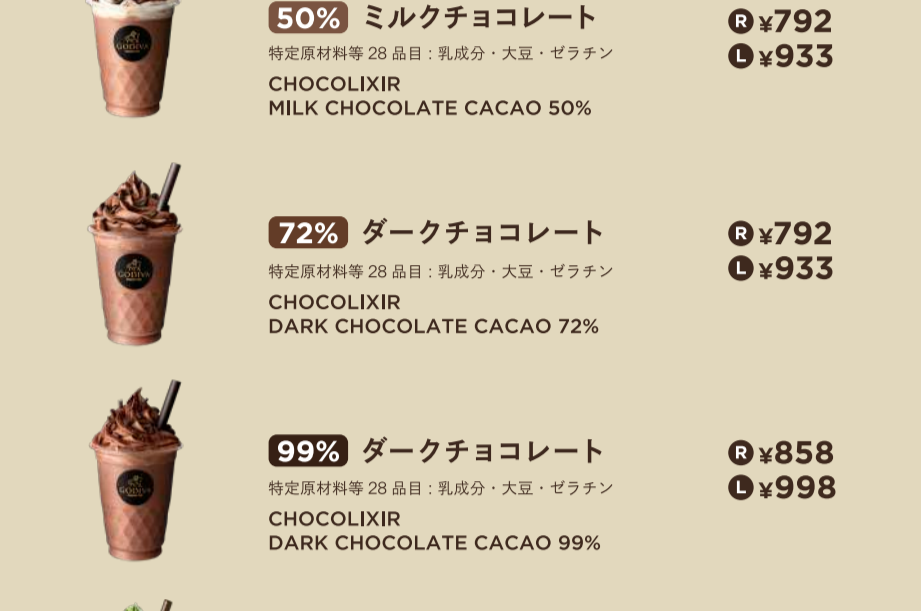 50% ミルクチョコレート
R ¥792
L ¥933
特定原材料等 28 品目 : 乳成分・大豆・ゼラチン
CHOCOLIXIR
MILK CHOCOLATE CACAO 50%
GODIVA
72% ダークチョコレート
R ¥792
L ¥933
特定原材料等 28 品目 : 乳成分・大豆・ゼラチン
CHOCOLIXIR
DARK CHOCOLATE CACAO 72%
GODIVA
99% ダークチョコレート
R ¥858
L ¥998
特定原材料等 28 品目 : 乳成分・大豆・ゼラチン
CHOCOLIXIR
DARK CHOCOLATE CACAO 99%
GODIVA